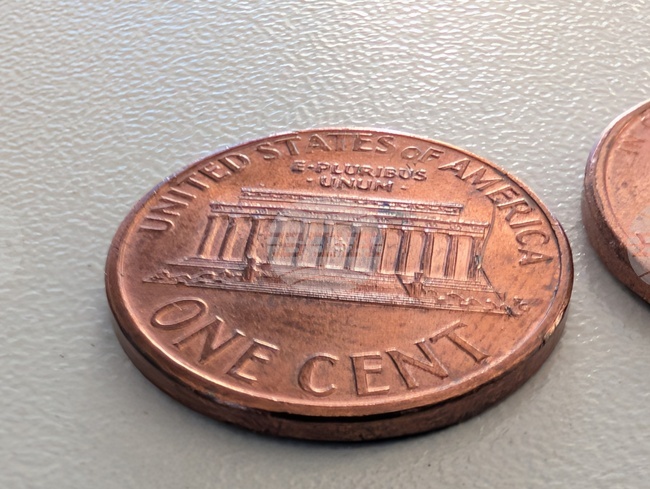 UNITED STATES OF AMERICA
E·PLURIBUS
·UNUM·
ONE CENT